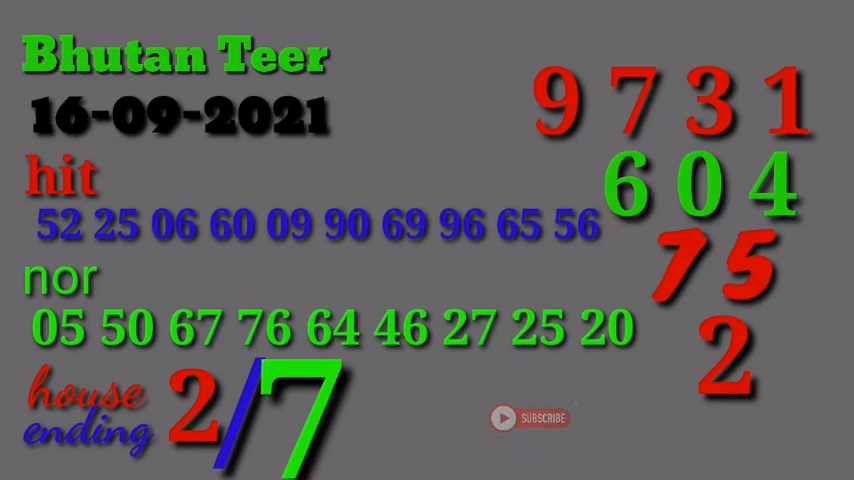 Bhutan Teer
16-09-2021
hit
52 25 06 60 09 90 69 96 65 56
nor
05 50 67 76 64 46 27 25 20
house
ending
2/7
9 7 3 1
6 0 4
7 5
2
SUBSCRIBE